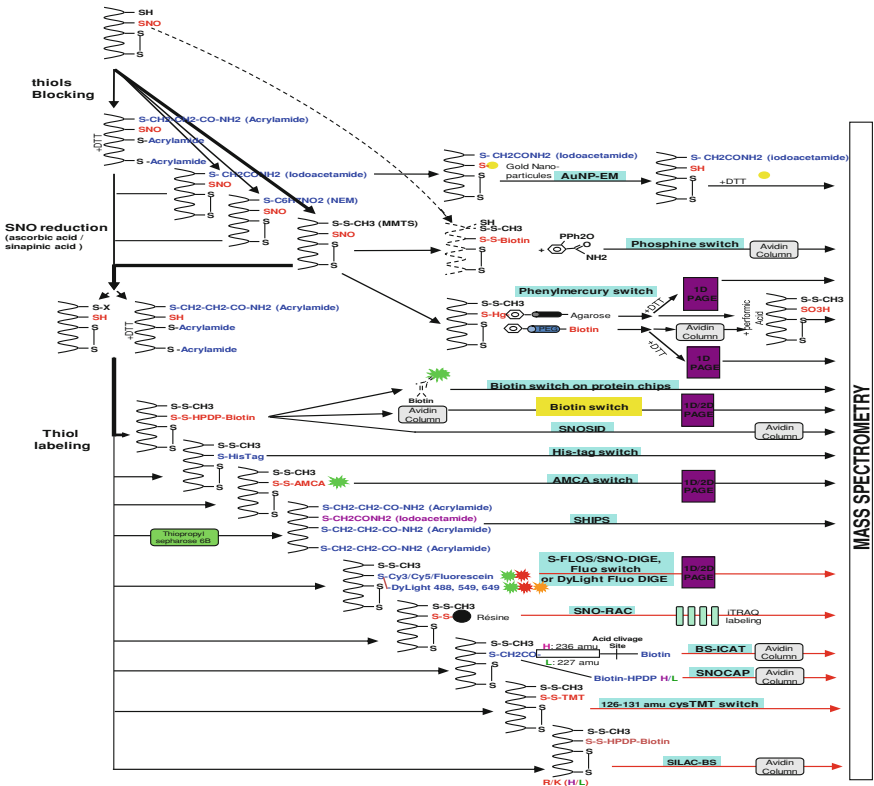 SH
SNO
S
S
thiols
Blocking
S-CH2-CH2-CO-NH2 (Acrylamide)
SNO
+DTT
S-Acrylamide
S -Acrylamide
S- CH2CONH2 (Iodoacetamide)
SNO
S
S
S-C6H7NO2 (NEM)
SNO
S
S
S-S-CH3 (MMTS)
SNO
S
S
SNO reduction
(ascorbic acid /
sinapinic acid )
S- CH2CONH2 (Iodoacetamide)
S-
Gold Nano-
particules
AuNP-EM
S
S
S- CH2CONH2 (Iodoacetamide)
SH
+DTT
S
S
SH
S-S-CH3
S-S-Biotin
S
S
+
PPh2O
O
NH2
Phosphine switch
Avidin
Column
Phenylmercury switch
S-S-CH3
S-Hg
Agarose
PEG
Biotin
S
S
+DTT
+DTT
1D
PAGE
Avidin
Column
1D
PAGE
+ performic
Acid
S-S-CH3
SO3H
S
S
S-X
SH
S
S
S-CH2-CH2-CO-NH2 (Acrylamide)
SH
+DTT
S-Acrylamide
S -Acrylamide
Thiol
labeling
S-S-CH3
S-S-HPDP-Biotin
S
S
Biotin
Biotin switch on protein chips
Avidin
Column
Biotin switch
1D/2D
PAGE
SNOSID
Avidin
Column
S-S-CH3
S-HisTag
S
S
His-tag switch
S-S-CH3
S-S-AMCA
S
S
AMCA switch
1D/2D
PAGE
Thiopropyl
sepharose 6B
S-CH2-CH2-CO-NH2 (Acrylamide)
S-CH2CONH2 (Iodoacetamide)
S-CH2-CH2-CO-NH2 (Acrylamide)
S-CH2-CH2-CO-NH2 (Acrylamide)
SHIPS
S-S-CH3
S-Cy3/Cy5/Fluorescein
S
-DyLight 488, 549, 649
S
S-FLOS/SNO-DIGE,
Fluo switch
or DyLight Fluo DIGE
1D/2D
PAGE
S-S-CH3
S-S-
Résine
S
S
SNO-RAC
iTRAQ
labeling
S-S-CH3
S-CH2CO-
H: 236 amu
L: 227 amu
Acid clivage
Site
Biotin
S
S
BS-ICAT
Avidin
Column
Biotin-HPDP H/L
SNOCAP
Avidin
Column
S-S-CH3
S-S-TMT
S
S
126-131 amu cysTMT switch
S-S-CH3
S-S-HPDP-Biotin
S
S
R/K (H/L)
SILAC-BS
Avidin
Column
MASS SPECTROMETRY